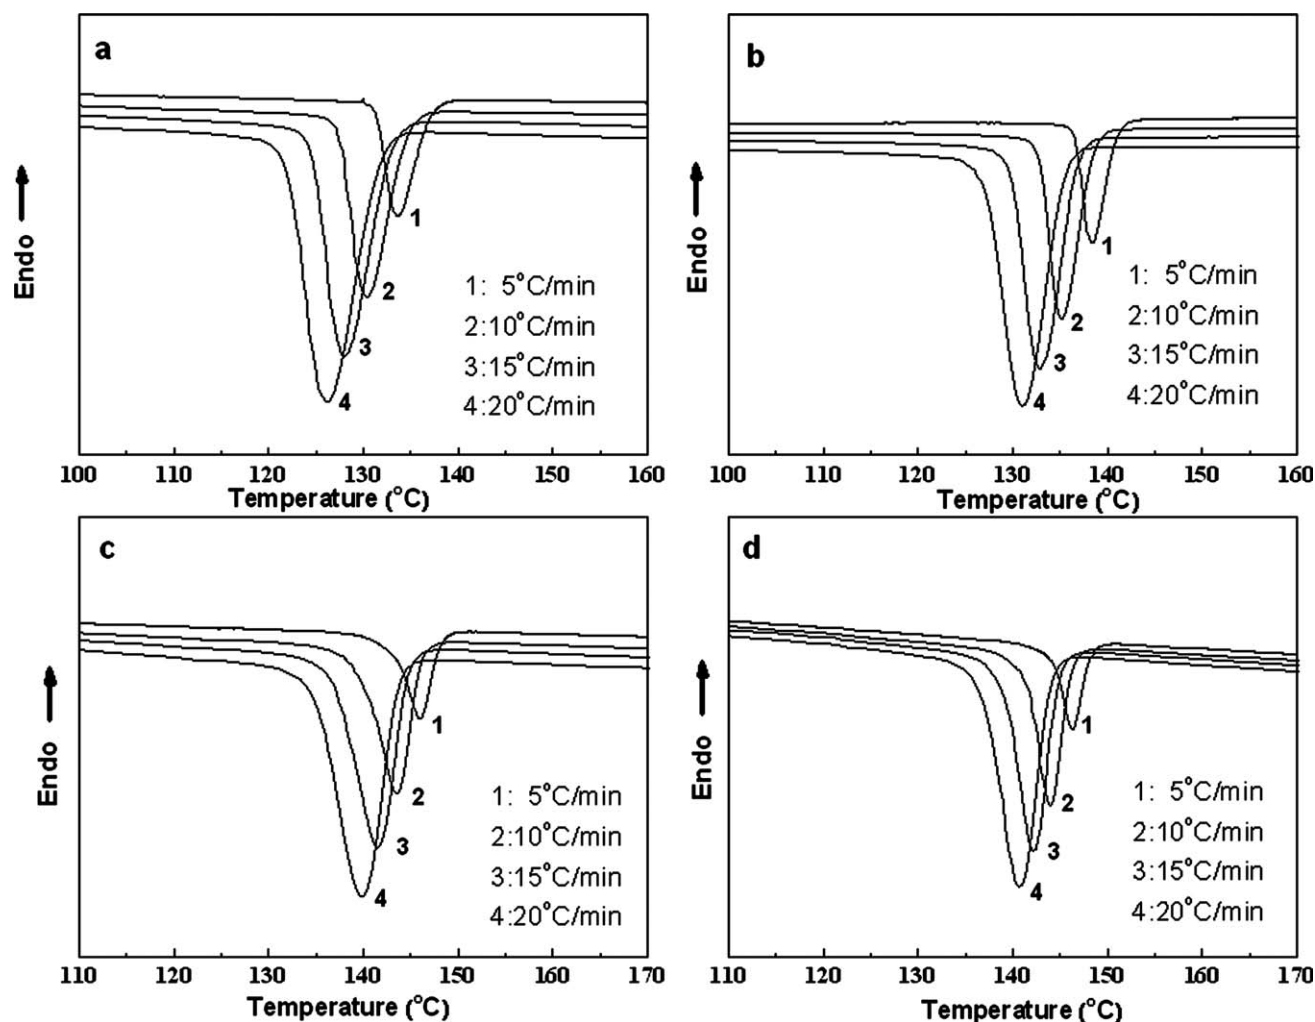 a
Endo
1
2
3
4
1: 5°C/min
2:10°C/min
3:15°C/min
4:20°C/min
100 110 120 130 140 150 160
Temperature (°C)
b
Endo
1
2
3
4
1: 5°C/min
2:10°C/min
3:15°C/min
4:20°C/min
100 110 120 130 140 150 160
Temperature (°C)
c
Endo
1
2
3
4
1: 5°C/min
2:10°C/min
3:15°C/min
4:20°C/min
110 120 130 140 150 160 170
Temperature (°C)
d
Endo
1
2
3
4
1: 5°C/min
2:10°C/min
3:15°C/min
4:20°C/min
110 120 130 140 150 160 170
Temperature (°C)